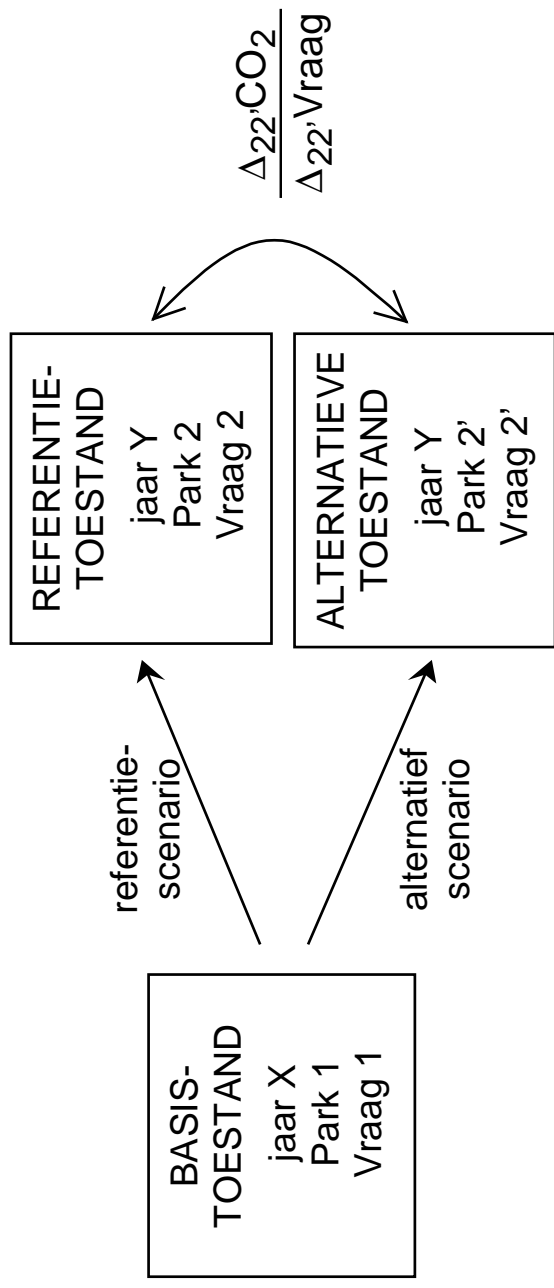 BASIS-
TOESTAND
jaar X
Park 1
Vraag 1
referentie-
scenario
alternatief
scenario
REFERENTIE-
TOESTAND
jaar Y
Park 2
Vraag 2
ALTERNATIEVE
TOESTAND
jaar Y
Park 2'
Vraag 2'
Δ22'CO2
Δ22'Vraag